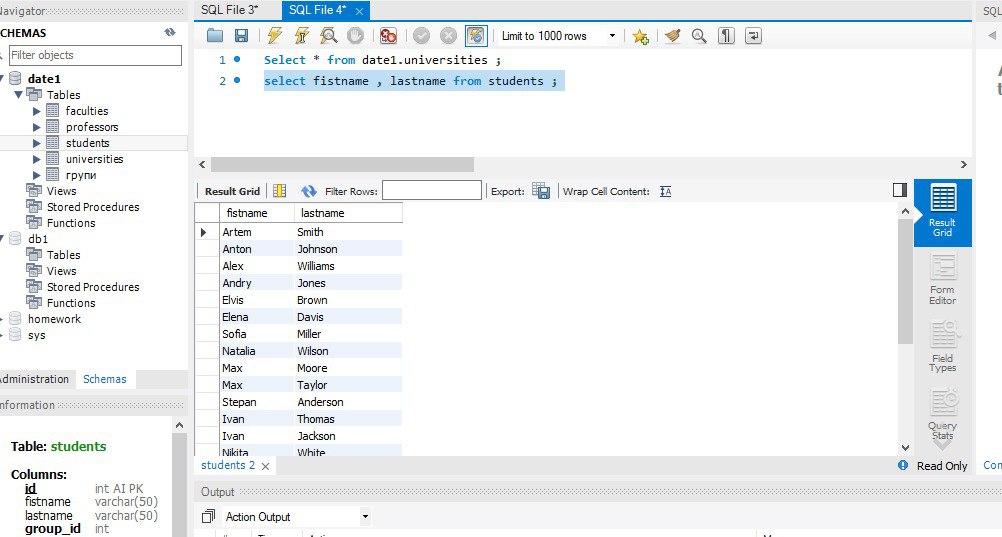 Navigator
SQL File 3*
SQL File 4*
SQL
SCHEMAS
Filter objects
Limit to 1000 rows
date1
Tables
faculties
professors
students
universities
групи
Views
Stored Procedures
Functions
db1
Tables
Views
Stored Procedures
Functions
homework
sys
1 Select * from date1.universities ;
2 select fistname , lastname from students ;
Result Grid Filter Rows: Export: Wrap Cell Content: IA
fistname lastname
Artem Smith
Anton Johnson
Alex Williams
Andry Jones
Elvis Brown
Elena Davis
Sofia Miller
Natalia Wilson
Max Moore
Max Taylor
Stepan Anderson
Ivan Thomas
Ivan Jackson
Nikita White
Result
Grid
Form
Editor
Field
Types
Query
Stats
students 2
Read Only
Con
Administration Schemas
Information
Table: students
Columns:
id int AI PK
fistname varchar(50)
lastname varchar(50)
group_id int
Output
Action Output